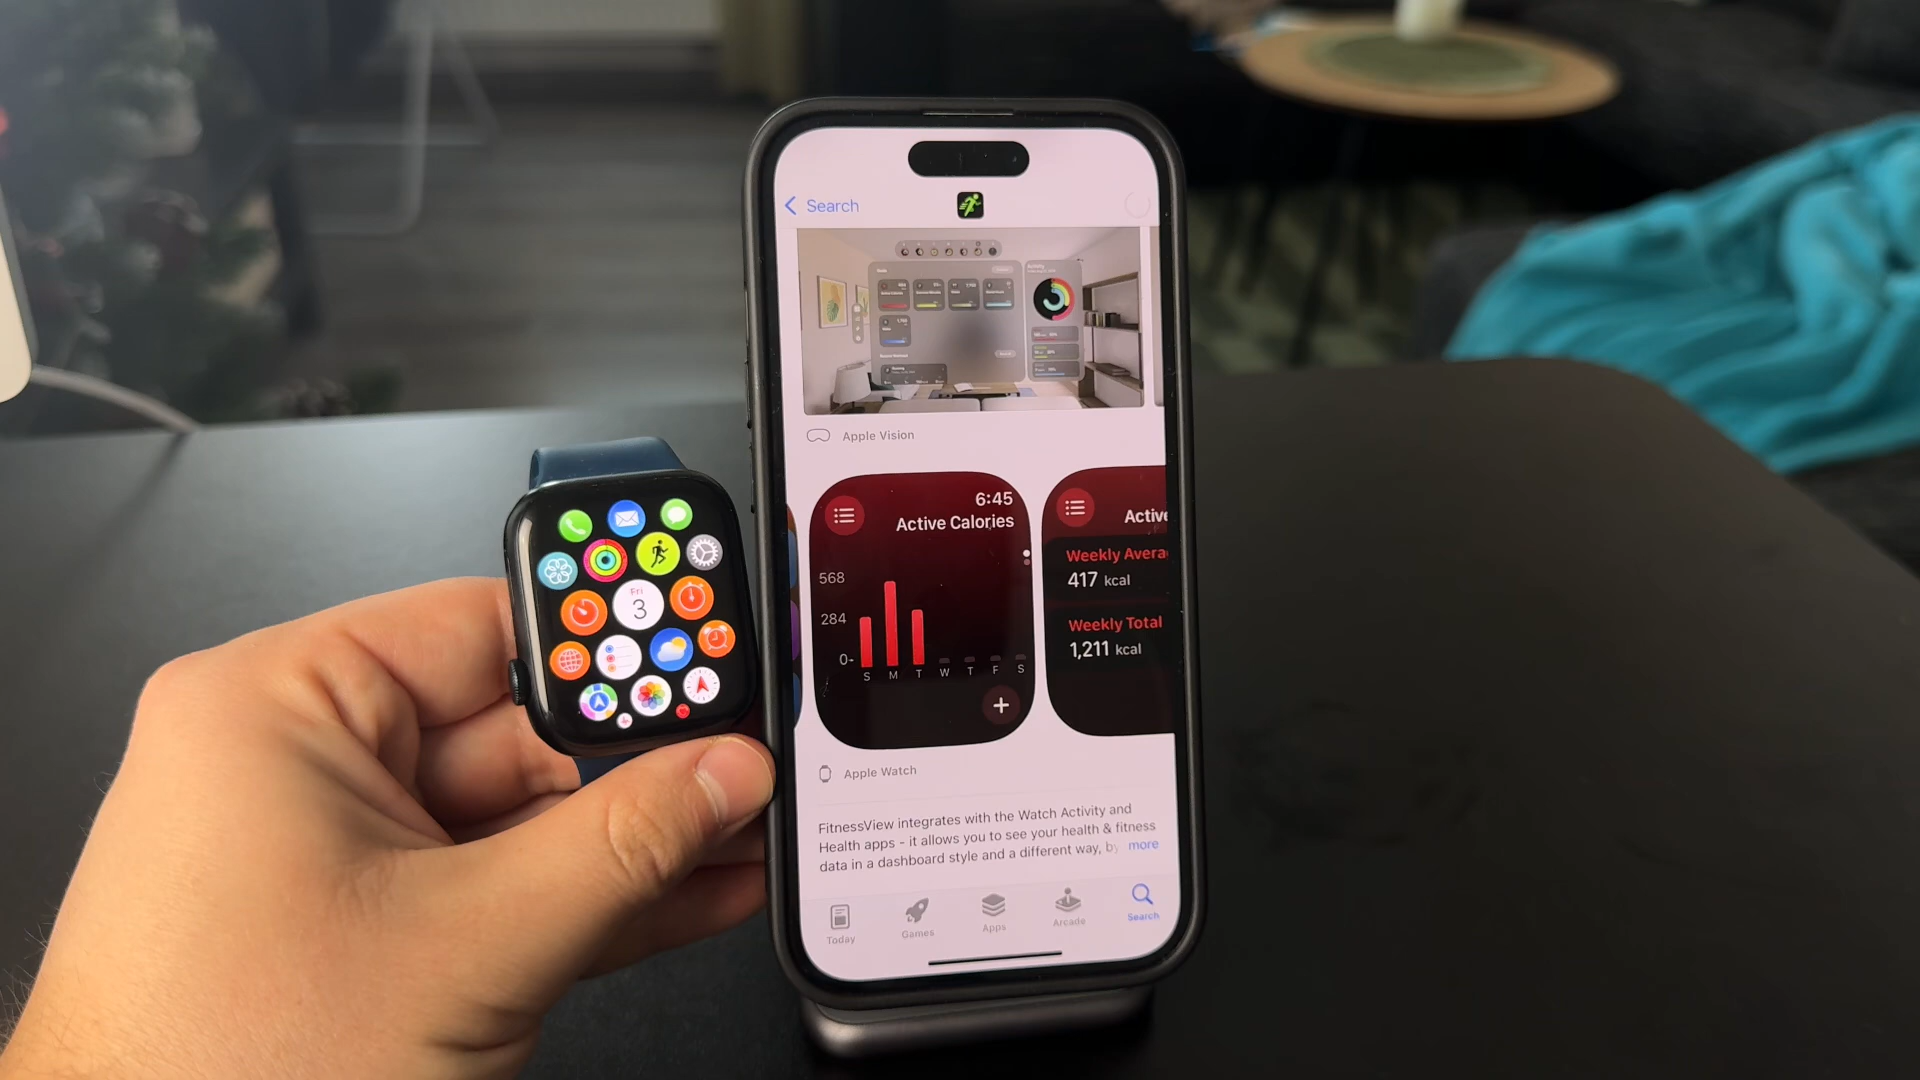 Search
Activity
Apple Vision
6:45
Active Calories
568
284
0-
S M T W T F S
Weekly
417 kcal
Weekly Total
1,211 kcal
Apple Watch
FitnessView integrates with the Watch Activity and
Health apps - it allows you to see your health & fitness
data in a dashboard style and a different way, more
Today
Games
Apps
Arcade
Search
Fri
3